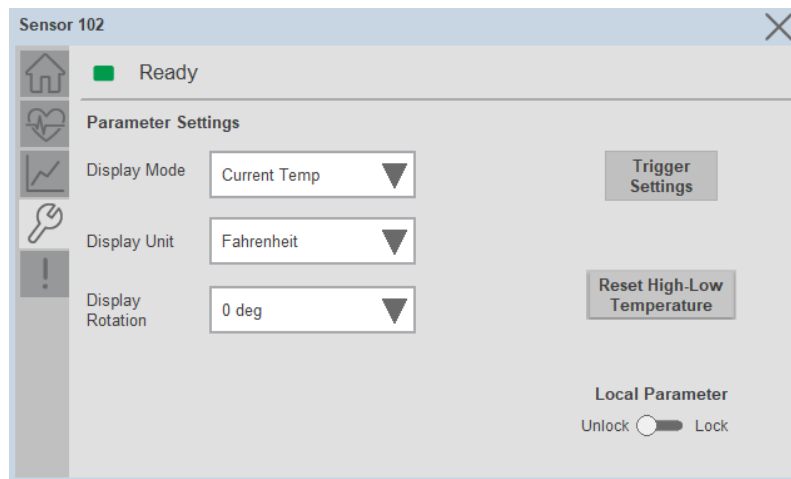 Sensor 102
Ready
Parameter Settings
Display Mode
Current Temp
Trigger
Settings
Display Unit
Fahrenheit
Display
Rotation
0 deg
Reset High-Low
Temperature
Local Parameter
Unlock Lock